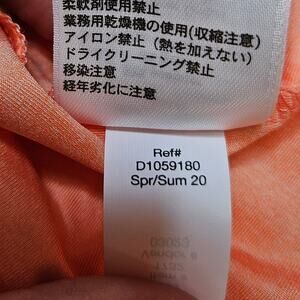 柔軟剤使用禁止
業務用乾燥機の使用(収縮注意)
アイロン禁止 (熱を加えない)
ドライクリーニング禁止
移染注意
経年劣化に注意
Ref#
D1059180
Spr/Sum 20